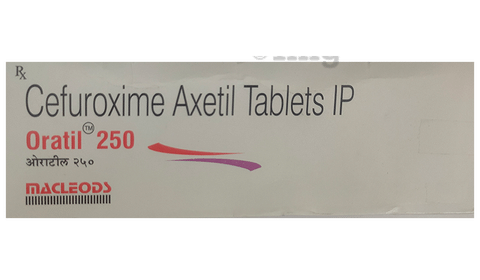 Rx
Cefuroxime Axetil Tablets IP
Oratil™ 250
ओराटील २५०
MACLEODS